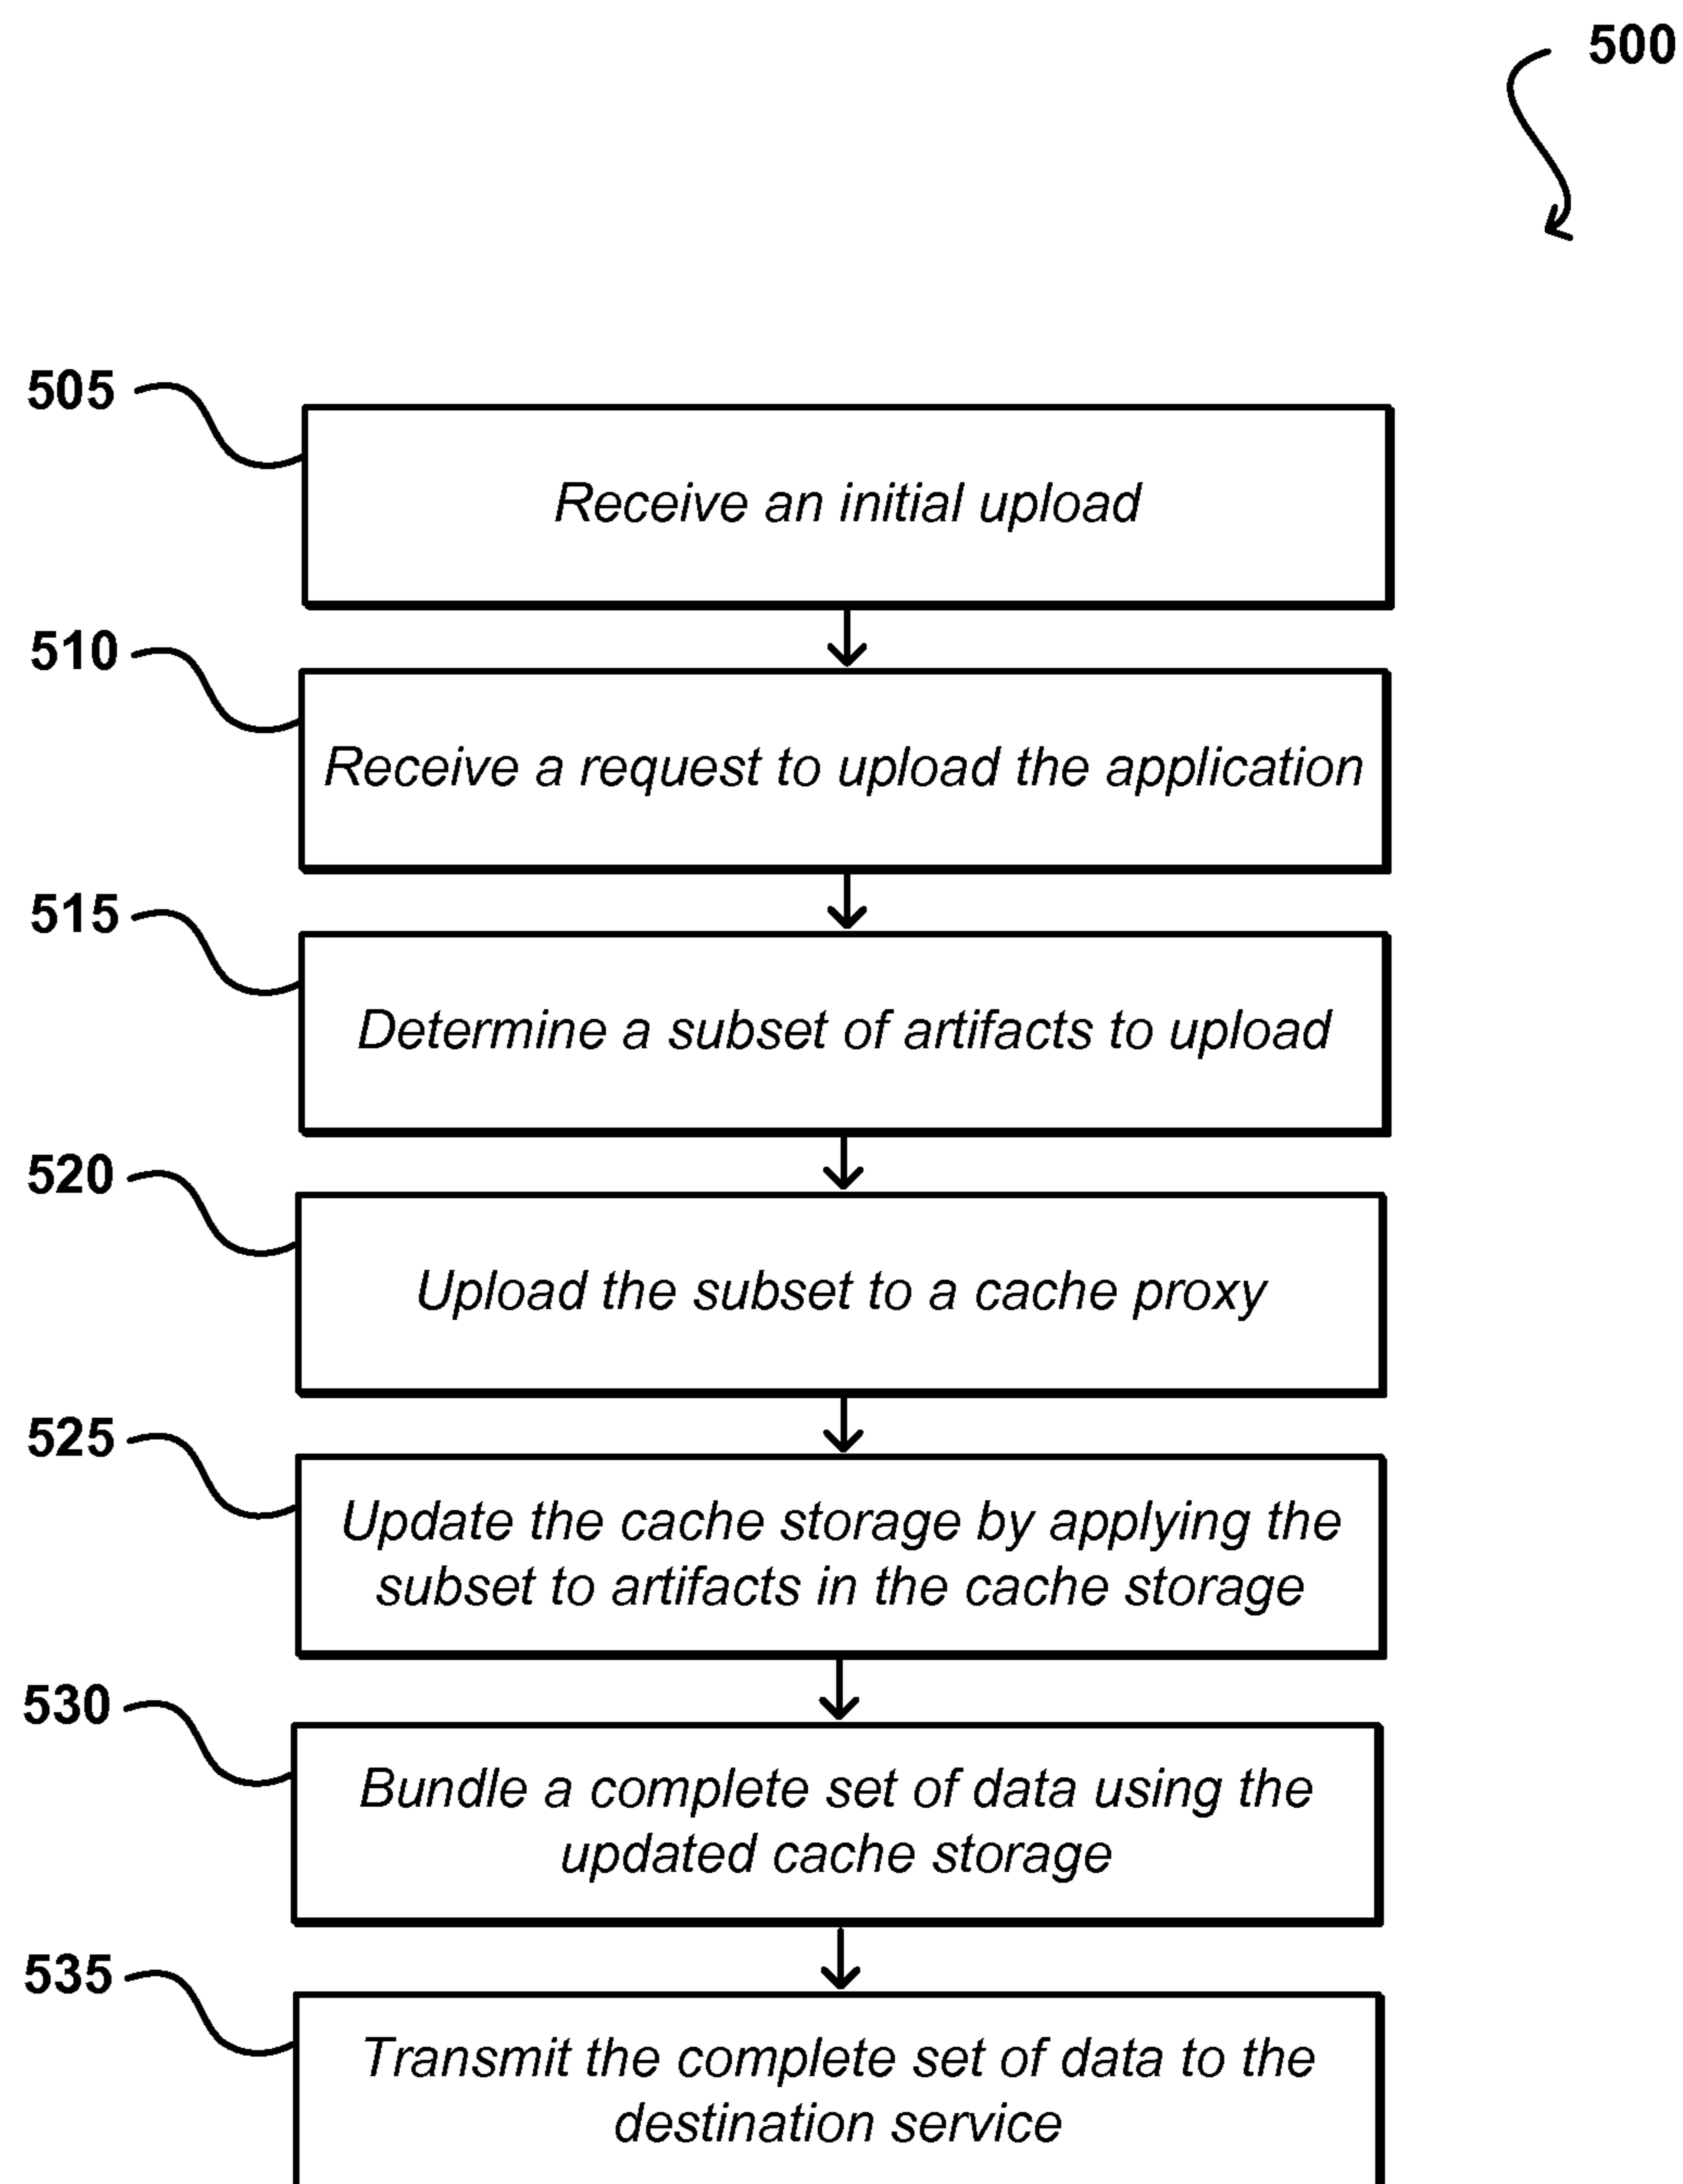 500
505
Receive an initial upload
510
Receive a request to upload the application
515
Determine a subset of artifacts to upload
520
Upload the subset to a cache proxy
525
Update the cache storage by applying the
subset to artifacts in the cache storage
530
Bundle a complete set of data using the
updated cache storage
535
Transmit the complete set of data to the
destination service